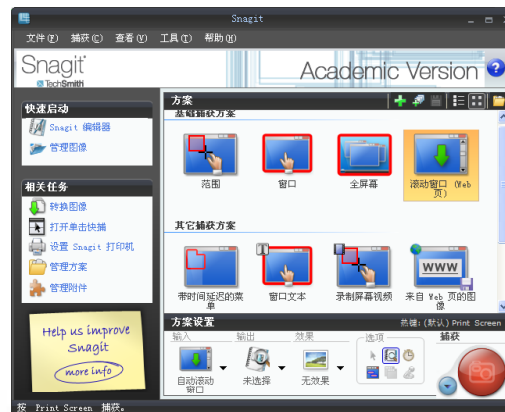 Snagit
文件(F) 捕获(C) 查看(V) 工具(T) 帮助(H)
Snagit
TechSmith
Academic Version
快速启动
Snagit 编辑器
管理图像
相关任务
转换图像
打开单击快捕
设置 Snagit 打印机
管理方案
管理附件
Help us improve
Snagit
more info
方案
基础捕获方案
范围
窗口
全屏幕
滚动窗口 (Web
页)
其它捕获方案
带时间延迟的菜
单
窗口文本
录制屏幕视频
来自 Web 页的图
像
WWW
方案设置
热键:(默认) Print Screen
输入
输出
效果
选项
捕获
自动滚动
窗口
未选择
无效果
按 Print Screen 捕获。